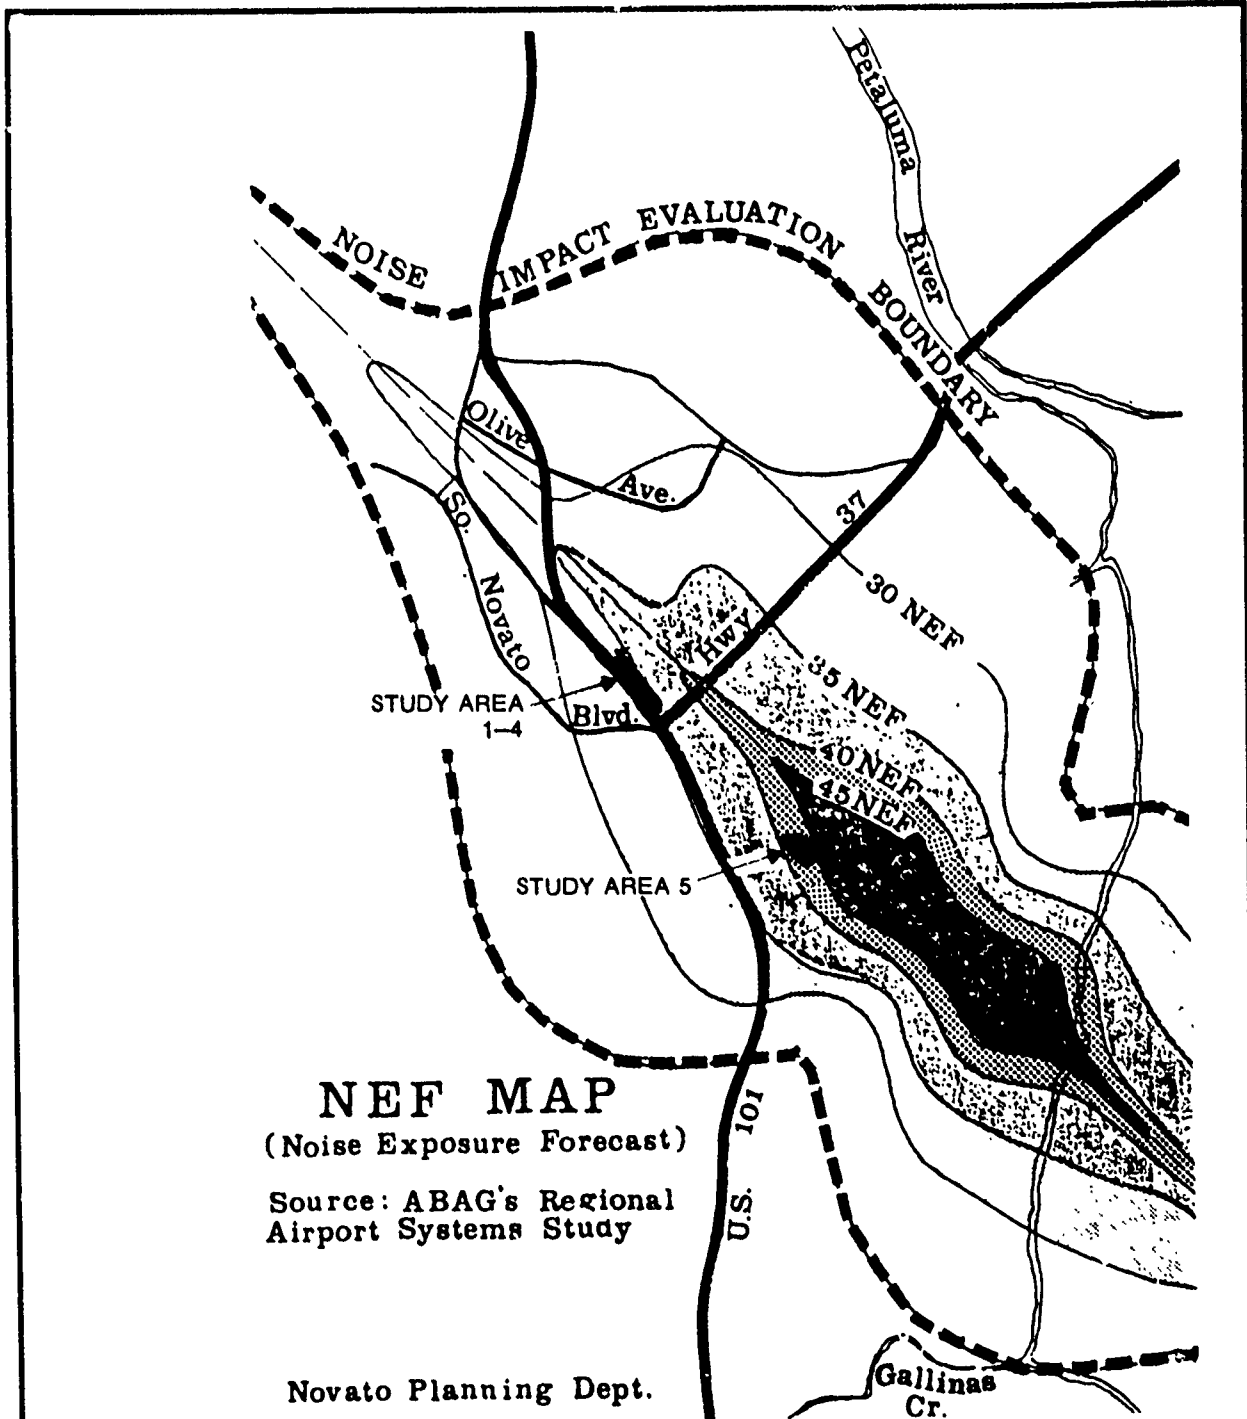 Petaluma
River
NOISE IMPACT EVALUATION BOUNDARY
Olive
Ave.
So.
Novato
Blvd.
37
Hwy
30 NEF
35 NEF
40 NEF
45 NEF
STUDY AREA
1-4
STUDY AREA 5
NEF MAP
(Noise Exposure Forecast)
Source: ABAG's Regional
Airport Systems Study
U.S. 101
Novato Planning Dept.
Gallinas
Cr.